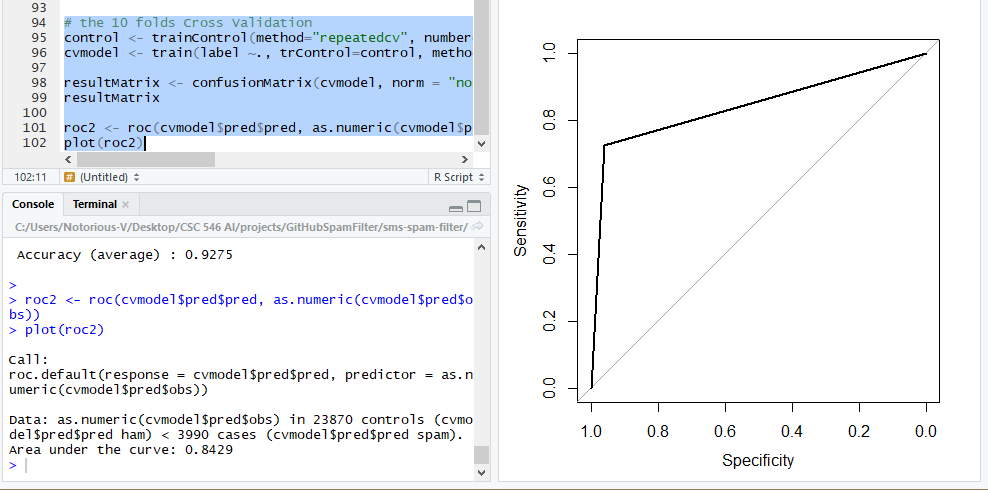 93
94 # the 10 folds Cross Validation
95 control <- trainControl(method="repeatedcv", number
96 cvmodel <- train(label ~., trControl=control, metho
97
98 resultMatrix <- confusionMatrix(cvmodel, norm = "no
99 resultMatrix
100
101 roc2 <- roc(cvmodel$pred$pred, as.numeric(cvmodel$p
102 plot(roc2)
102:11 # (Untitled) R Script
Console Terminal
C:/Users/Notorious-V/Desktop/CSC 546 AI/projects/GitHubSpamFilter/sms-spam-filter/
Accuracy (average) : 0.9275
>
> roc2 <- roc(cvmodel$pred$pred, as.numeric(cvmodel$pred$o
bs))
> plot(roc2)
Call:
roc.default(response = cvmodel$pred$pred, predictor = as.n
umeric(cvmodel$pred$obs))
Data: as.numeric(cvmodel$pred$obs) in 23870 controls (cvmo
del$pred$pred ham) < 3990 cases (cvmodel$pred$pred spam).
Area under the curve: 0.8429
>
Sensitivity
1.0
0.8
0.6
0.4
0.2
0.0
1.0 0.8 0.6 0.4 0.2 0.0
Specificity